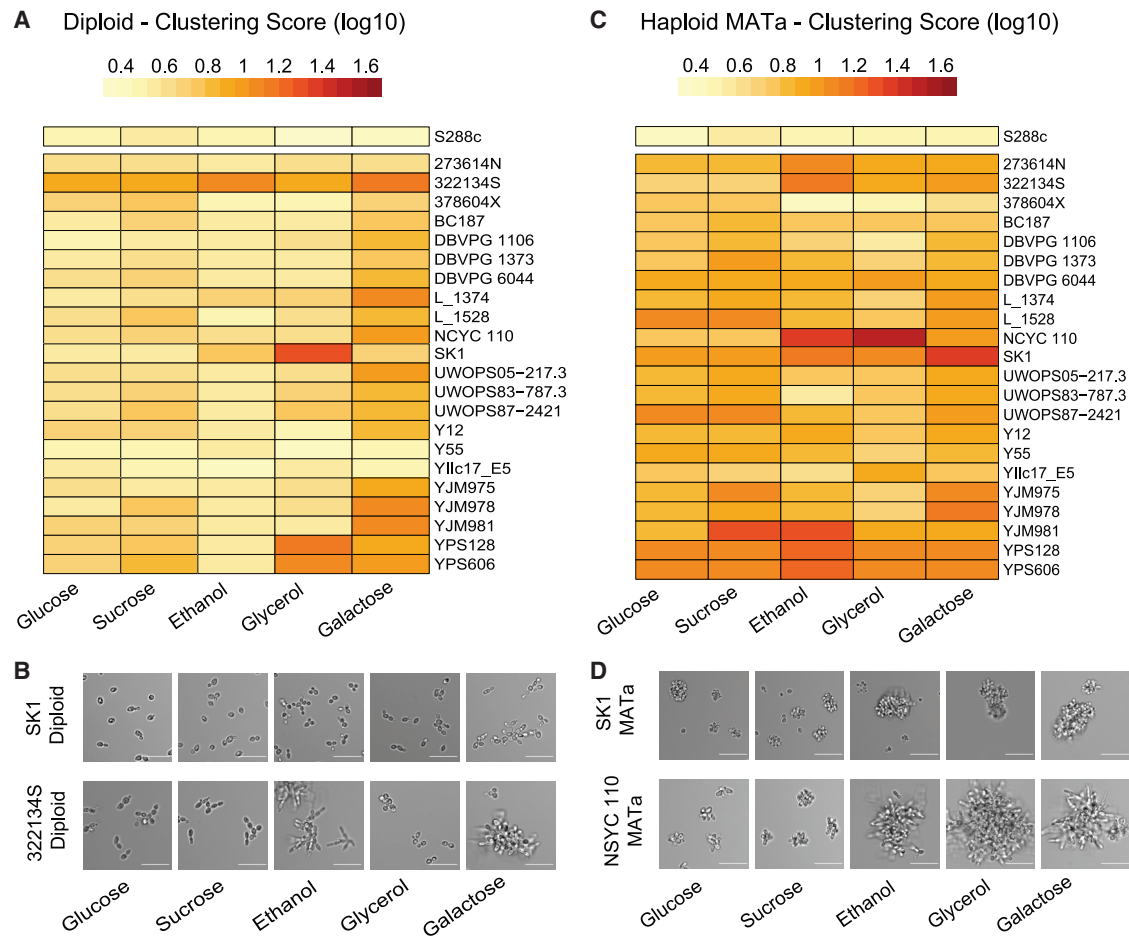 A Diploid - Clustering Score (log10)
0.4 0.6 0.8 1 1.2 1.4 1.6
S288c
273614N
322134S
378604X
BC187
DBVPG 1106
DBVPG 1373
DBVPG 6044
L_1374
L_1528
NCYC 110
SK1
UWOPS05−217.3
UWOPS83−787.3
UWOPS87−2421
Y12
Y55
YIIc17_E5
YJM975
YJM978
YJM981
YPS128
YPS606
Glucose Sucrose Ethanol Glycerol Galactose
B
SK1
Diploid
322134S
Diploid
Glucose Sucrose Ethanol Glycerol Galactose
C Haploid MATa - Clustering Score (log10)
0.4 0.6 0.8 1 1.2 1.4 1.6
S288c
273614N
322134S
378604X
BC187
DBVPG 1106
DBVPG 1373
DBVPG 6044
L_1374
L_1528
NCYC 110
SK1
UWOPS05−217.3
UWOPS83−787.3
UWOPS87−2421
Y12
Y55
YIIc17_E5
YJM975
YJM978
YJM981
YPS128
YPS606
Glucose Sucrose Ethanol Glycerol Galactose
D
SK1
MATa
NSYC 110
MATa
Glucose Sucrose Ethanol Glycerol Galactose